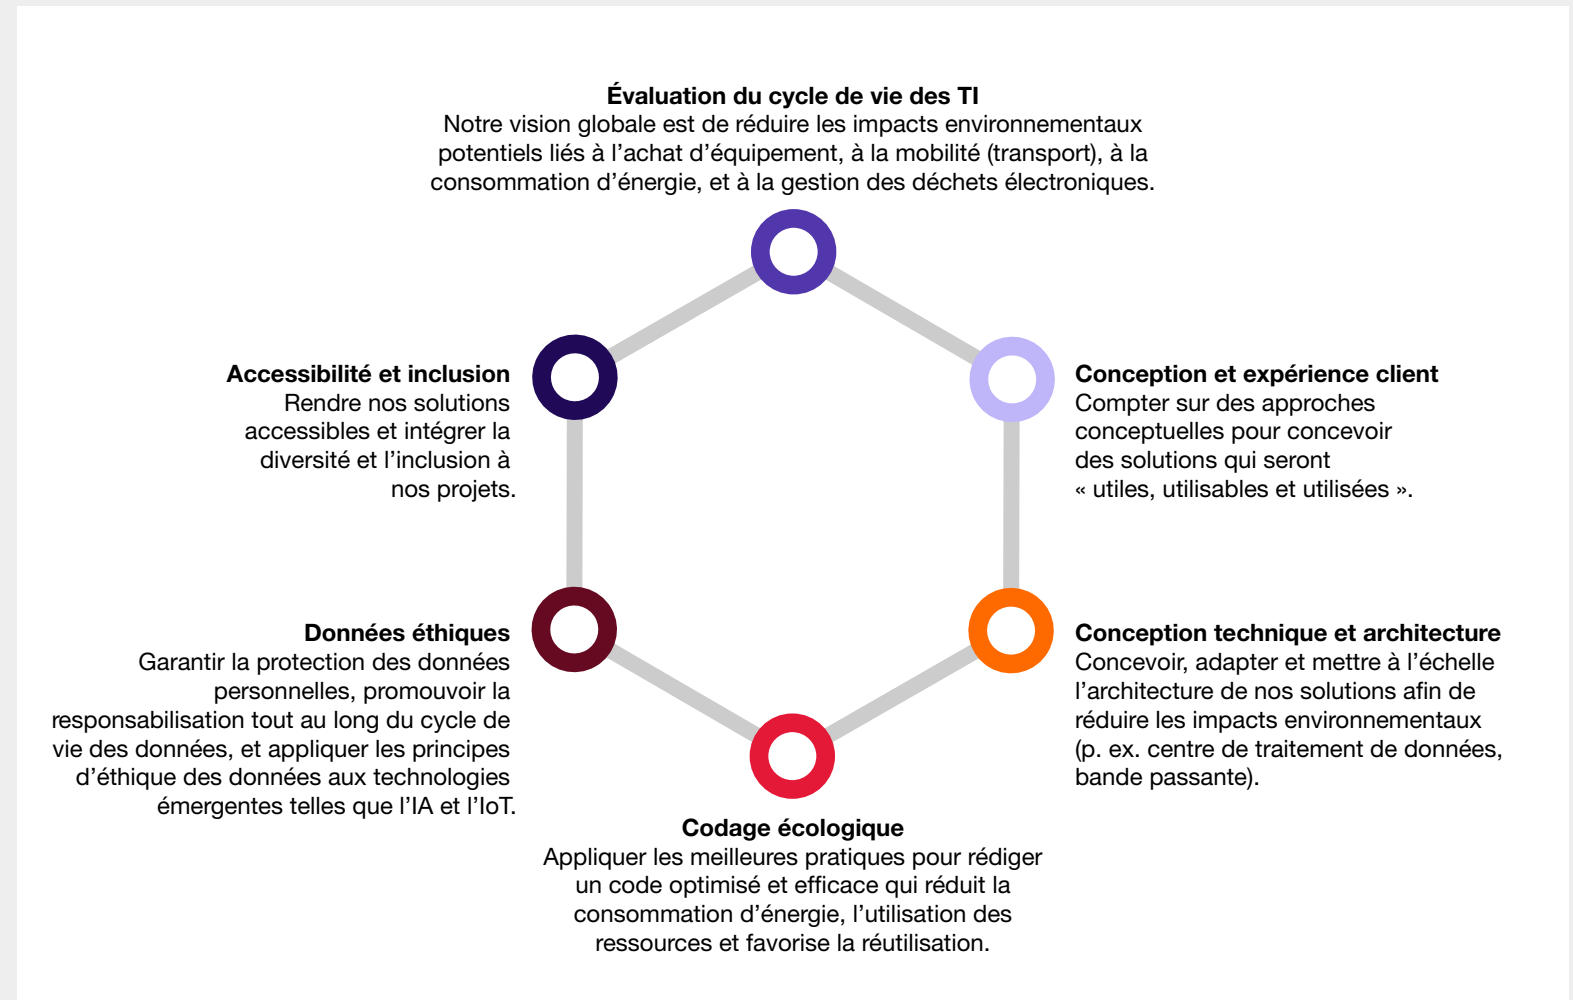 Évaluation du cycle de vie des TI
Notre vision globale est de réduire les impacts environnementaux
potentiels liés à l’achat d’équipement, à la mobilité (transport), à la
consommation d’énergie, et à la gestion des déchets électroniques.
Accessibilité et inclusion
Rendre nos solutions
accessibles et intégrer la
diversité et l’inclusion à
nos projets.
Conception et expérience client
Compter sur des approches
conceptuelles pour concevoir
des solutions qui seront
« utiles, utilisables et utilisées ».
Données éthiques
Garantir la protection des données
personnelles, promouvoir la
responsabilisation tout au long du cycle de
vie des données, et appliquer les principes
d’éthique des données aux technologies
émergentes telles que l’IA et l’IoT.
Conception technique et architecture
Concevoir, adapter et mettre à l’échelle
l’architecture de nos solutions afin de
réduire les impacts environnementaux
(p. ex. centre de traitement de données,
bande passante).
Codage écologique
Appliquer les meilleures pratiques pour rédiger
un code optimisé et efficace qui réduit la
consommation d’énergie, l’utilisation des
ressources et favorise la réutilisation.